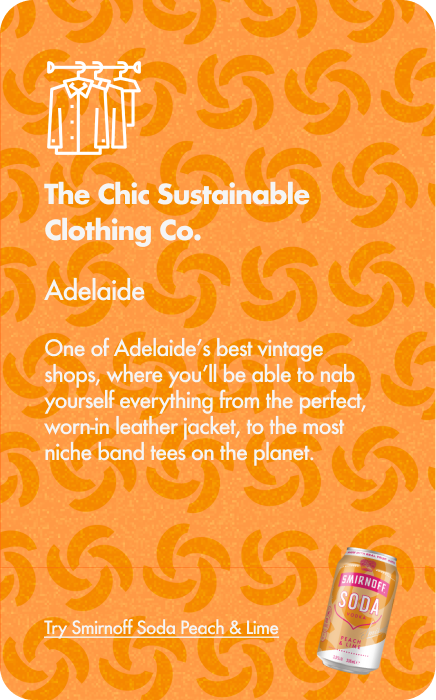 The Chic Sustainable
Clothing Co.
Adelaide
One of Adelaide's best vintage
shops, where you'll be able to nab
yourself everything from the perfect,
worn-in leather jacket, to the most
niche band tees on the planet.
SMIRNOFF
SODA
VODKA
PEACH
& LIME
Try Smirnoff Soda Peach & Lime